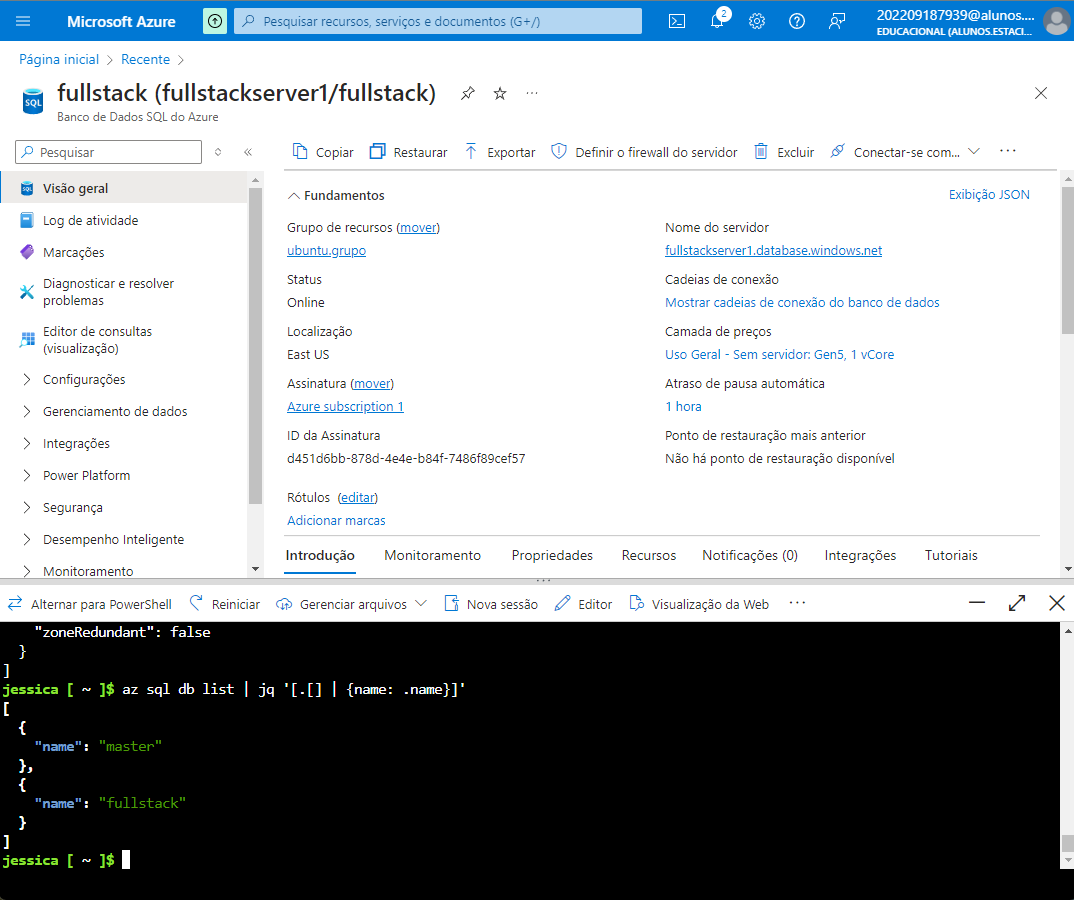 Microsoft Azure
Pesquisar recursos, serviços e documentos (G+/)
2
202209187939@alunos....
EDUCACIONAL (ALUNOS.ESTACI...
Página inicial > Recente >
SQL
fullstack (fullstackserver1/fullstack)
Banco de Dados SQL do Azure
Pesquisar
Copiar
Restaurar
Exportar
Definir o firewall do servidor
Excluir
Conectar-se com...
Visão geral
Log de atividade
Marcações
Diagnosticar e resolver
problemas
Editor de consultas
(visualização)
Configurações
Gerenciamento de dados
Integrações
Power Platform
Segurança
Desempenho Inteligente
Monitoramento
Fundamentos
Exibição JSON
Grupo de recursos (mover)
ubuntu.grupo
Status
Online
Localização
East US
Assinatura (mover)
Azure subscription 1
ID da Assinatura
d451d6bb-878d-4e4e-b84f-7486f89cef57
Rótulos (editar)
Adicionar marcas
Nome do servidor
fullstackserver1.database.windows.net
Cadeias de conexão
Mostrar cadeias de conexão do banco de dados
Camada de preços
Uso Geral - Sem servidor: Gen5, 1 vCore
Atraso de pausa automática
1 hora
Ponto de restauração mais anterior
Não há ponto de restauração disponível
Introdução
Monitoramento
Propriedades
Recursos
Notificações (0)
Integrações
Tutoriais
Alternar para PowerShell
Reiniciar
Gerenciar arquivos
Nova sessão
Editor
Visualização da Web
"zoneRedundant": false
}
]
jessica [ ~ ]$ az sql db list | jq '[.[] | {name: .name}]'
[
{
"name": "master"
},
{
"name": "fullstack"
}
]
jessica [ ~ ]$